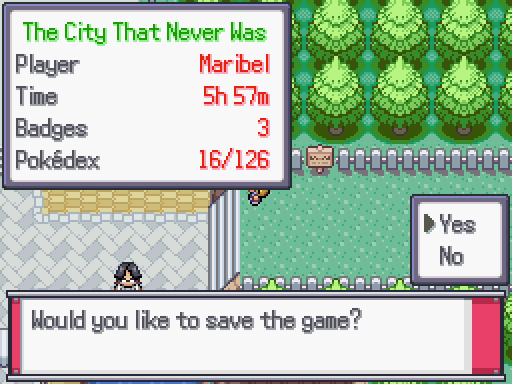 The City That Never Was
Player Maribel
Time 5h 57m
Badges 3
Pokédex 16/126
Yes
No
Would you like to save the game?